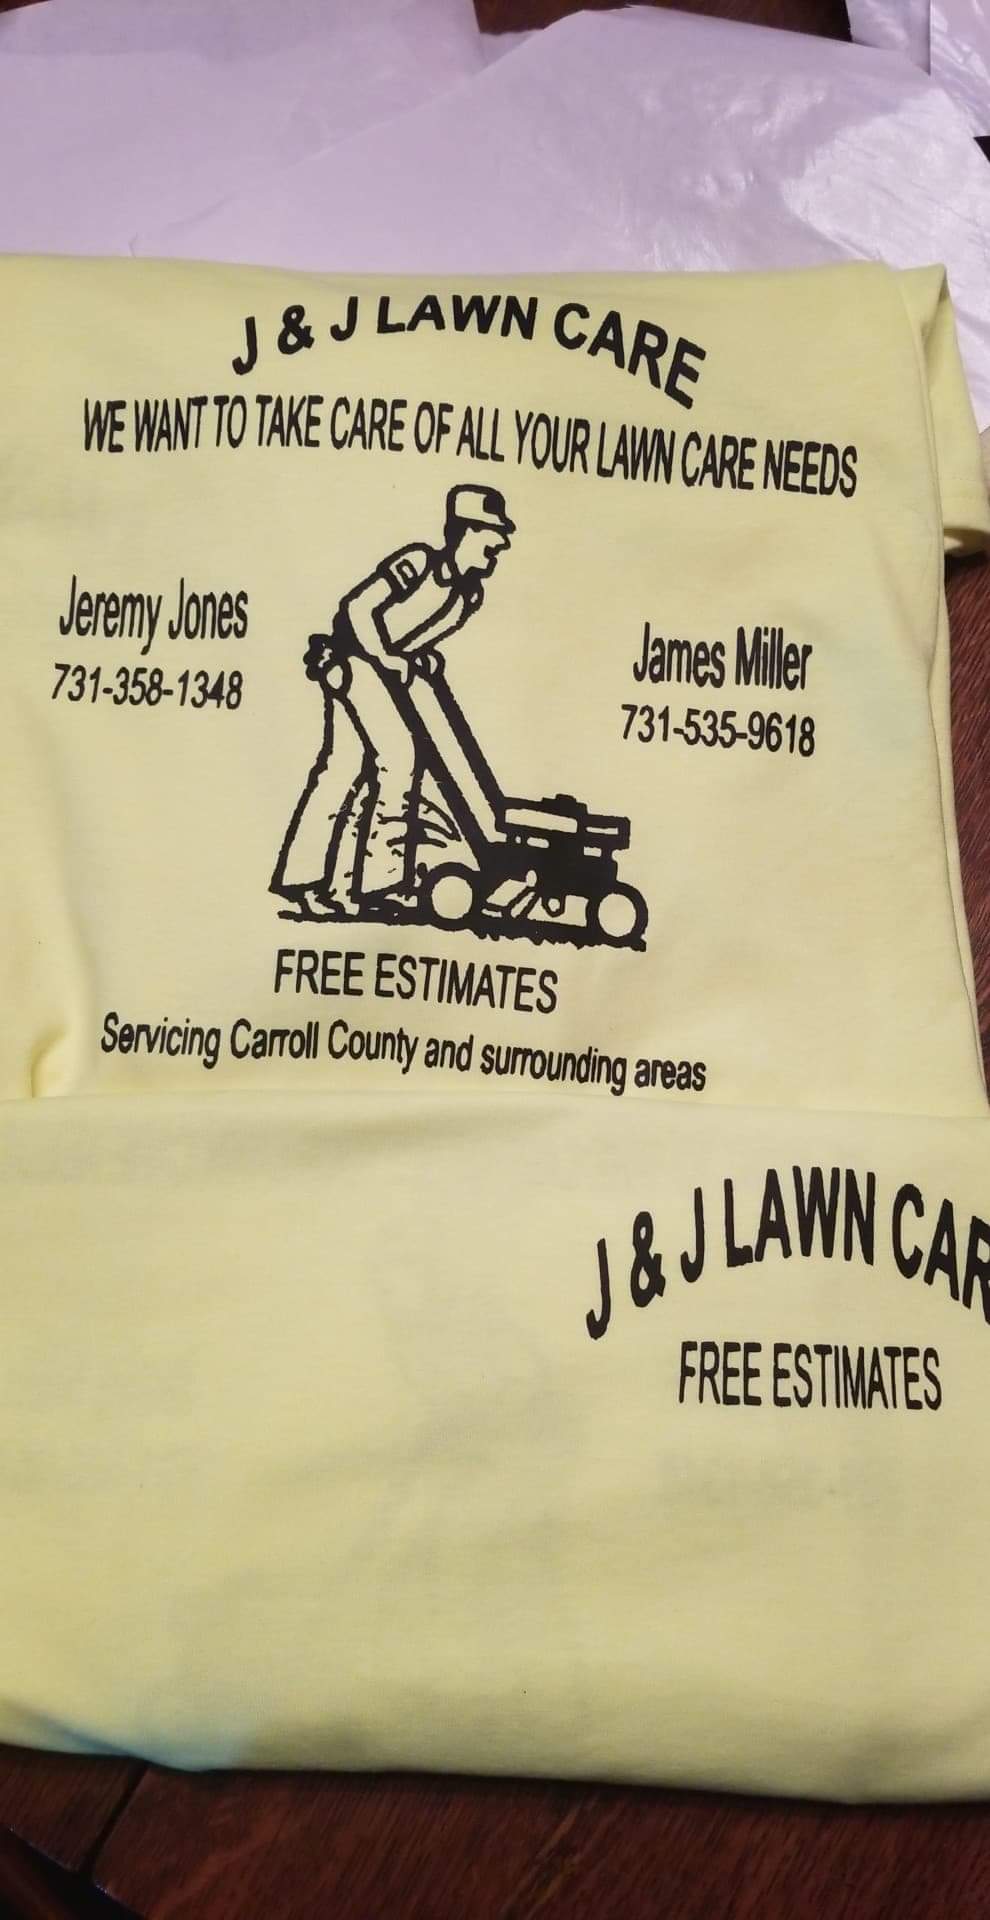 J & J LAWN CARE
WE WANT TO TAKE CARE OF ALL YOUR LAWN CARE NEEDS
Jeremy Jones
731-358-1348
James Miller
731-535-9618
FREE ESTIMATES
Servicing Carroll County and surrounding areas
J & J LAWN CAR
FREE ESTIMATES